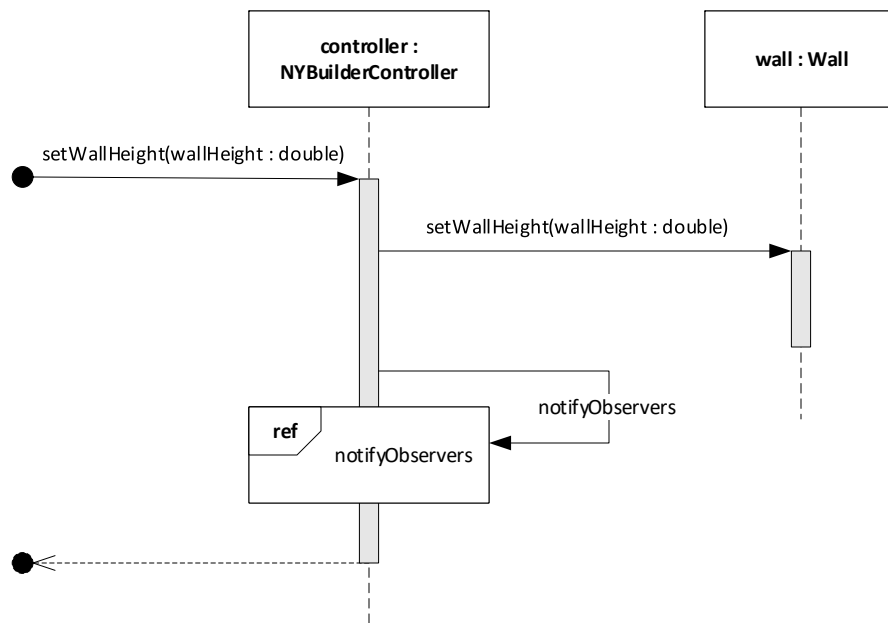 controller :
NYBuilderController
wall : Wall
setWallHeight(wallHeight : double)
setWallHeight(wallHeight : double)
notifyObservers
ref
notifyObservers